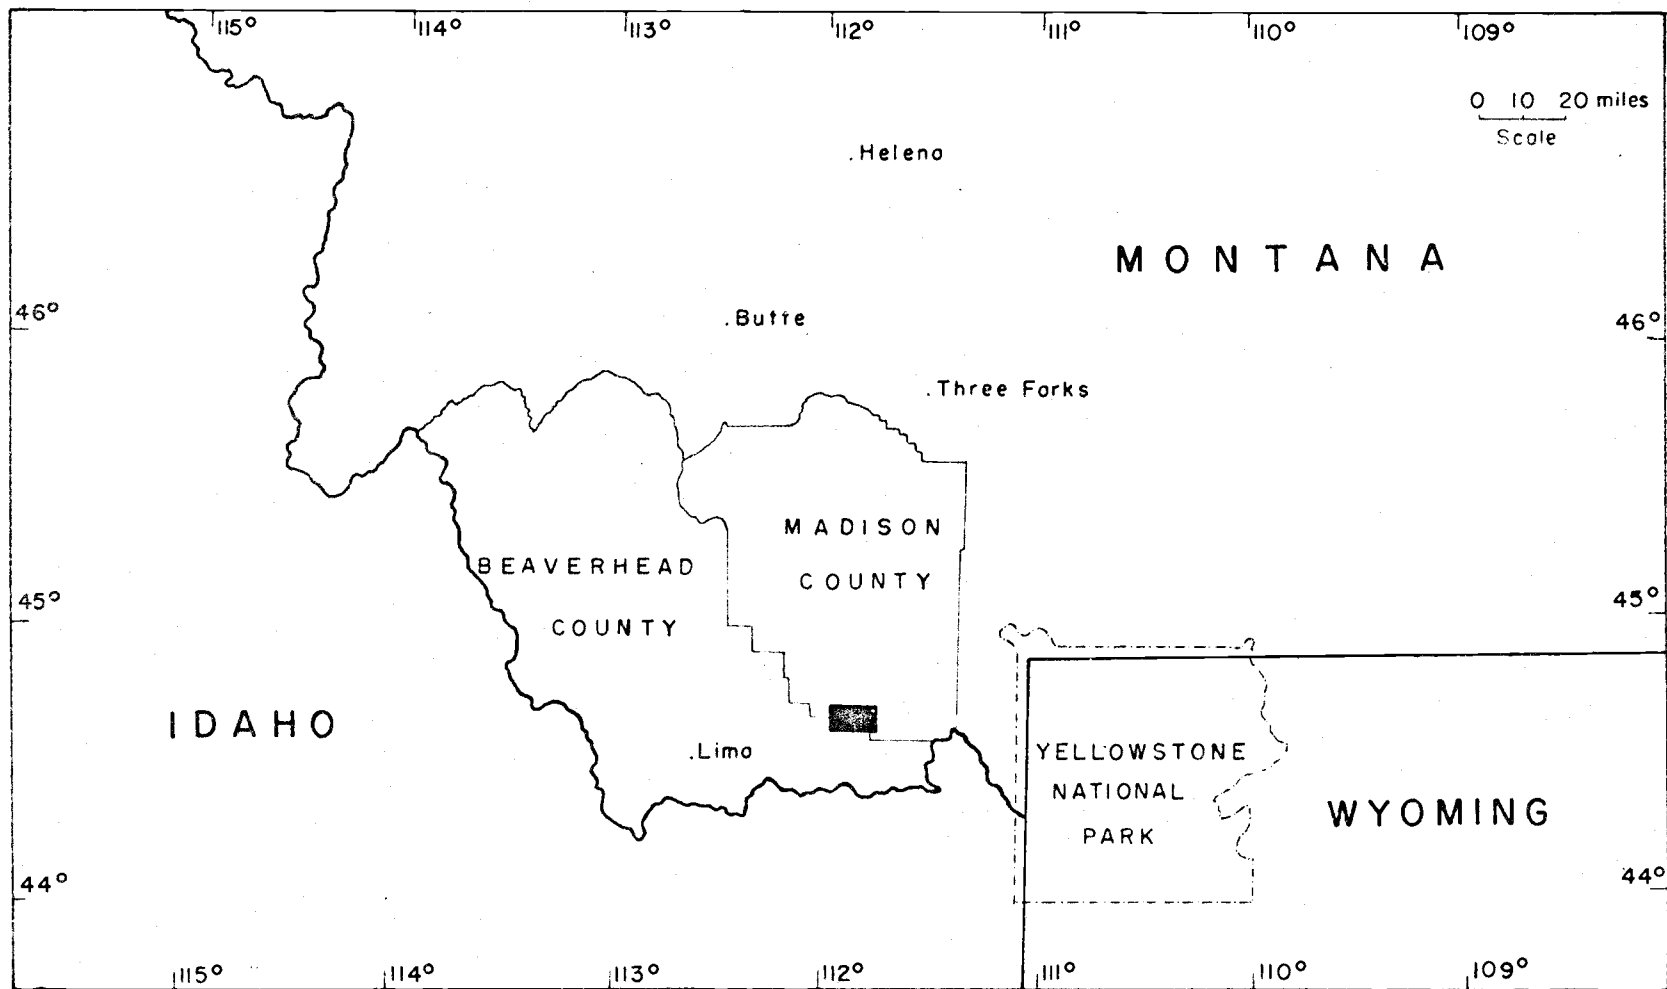 115° 114° 113° 112° 111° 110° 109°
0 10 20 miles
Scale
.Helena
MONTANA
46° 46°
.Butte
.Three Forks
MADISON
COUNTY
BEAVERHEAD
COUNTY
45° 45°
IDAHO
.Lima
YELLOWSTONE
NATIONAL
PARK
WYOMING
44° 44°
115° 114° 113° 112° 111° 110° 109°